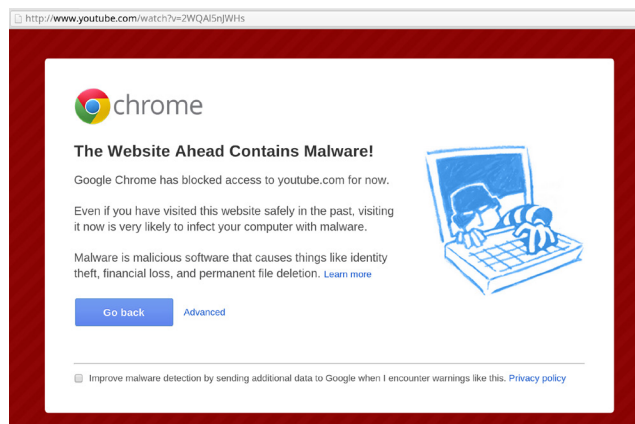 http://www.youtube.com/watch?v=2WQAl5nJWHs
chrome
The Website Ahead Contains Malware!
Google Chrome has blocked access to youtube.com for now.
Even if you have visited this website safely in the past, visiting
it now is very likely to infect your computer with malware.
Malware is malicious software that causes things like identity
theft, financial loss, and permanent file deletion. Learn more
Go back Advanced
Improve malware detection by sending additional data to Google when I encounter warnings like this. Privacy policy